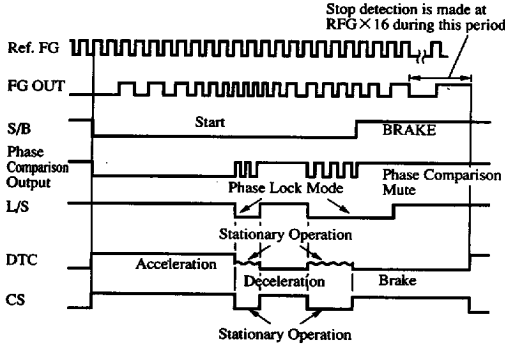 Stop detection is made at
RFG×16 during this period
Ref. FG
FG OUT
S/B
Start
BRAKE
Phase
Comparison
Output
Phase Comparison
Mute
Phase Lock Mode
L/S
Stationary Operation
DTC
Acceleration
Deceleration
Brake
CS
Stationary Operation